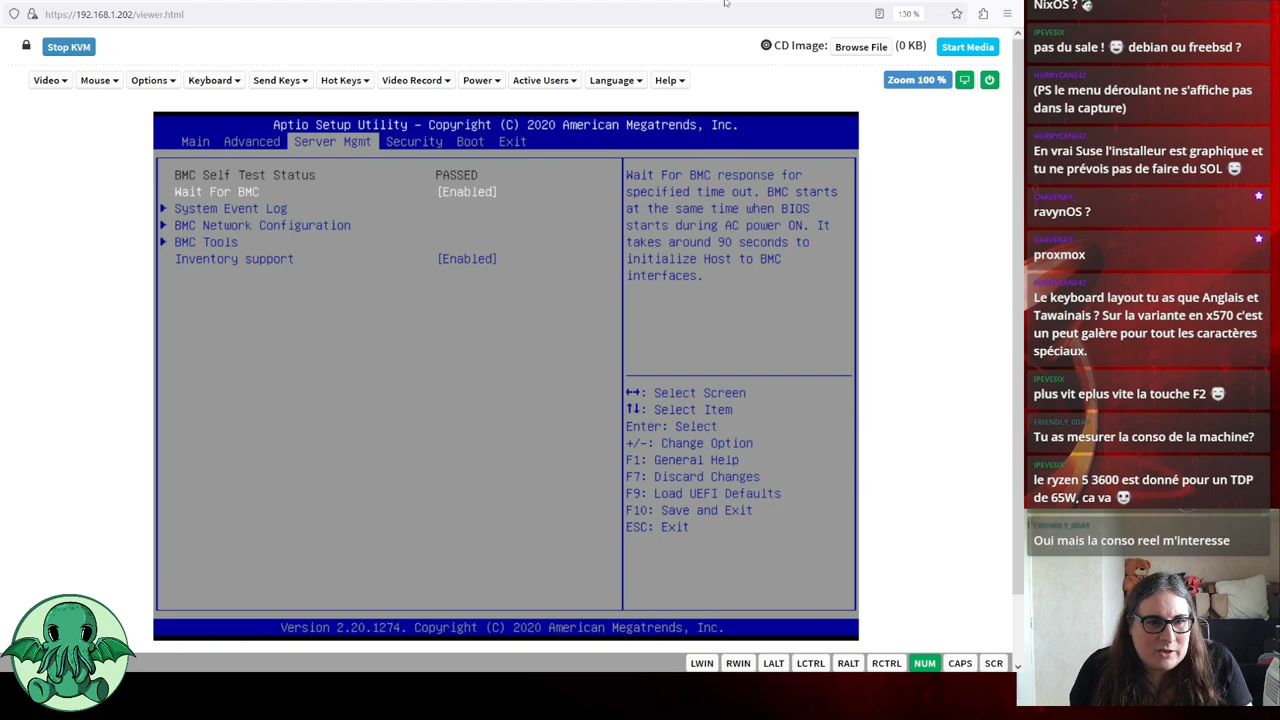 https://192.168.1.202/viewer.html
130 %
Stop KVM
CD Image:
Browse File
(0 KB)
Start Media
Video
Mouse
Options
Keyboard
Send Keys
Hot Keys
Video Record
Power
Active Users
Language
Help
Zoom 100 %
Aptio Setup Utility – Copyright (C) 2020 American Megatrends, Inc.
Main Advanced Server Mgmt Security Boot Exit
BMC Self Test Status PASSED
Wait For BMC [Enabled]
System Event Log
BMC Network Configuration
BMC Tools
Inventory support [Enabled]
Wait For BMC response for
specified time out. BMC starts
at the same time when BIOS
starts during AC power ON. It
takes around 90 seconds to
initialize Host to BMC
interfaces.
: Select Screen
: Select Item
Enter: Select
+/-: Change Option
F1: General Help
F7: Discard Changes
F9: Load UEFI Defaults
F10: Save and Exit
ESC: Exit
Version 2.20.1274. Copyright (C) 2020 American Megatrends, Inc.
LWIN
RWIN
LALT
LCTRL
RALT
RCTRL
NUM
CAPS
SCR
NixOS ?
IPEVESIX
pas du sale ! debian ou freebsd ?
HURRYCANE42
(PS le menu déroulant ne s'affiche pas
dans la capture)
HURRYCANE42
En vrai Suse l'installeur est graphique et
tu ne prévois pas de faire du SOL
CHAVENAY_
ravynOS ?
CHAVENAY_
proxmox
HURRYCANE42
Le keyboard layout tu as que Anglais et
Tawainais ? Sur la variante en x570 c'est
un peut galère pour tout les caractères
spéciaux.
IPEVESIX
plus vit eplus vite la touche F2
FRIENDLY_0DAY
Tu as mesurer la conso de la machine?
IPEVESIX
le ryzen 5 3600 est donné pour un TDP
de 65W, ca va
FRIENDLY_0DAY
Oui mais la conso reel m'interesse